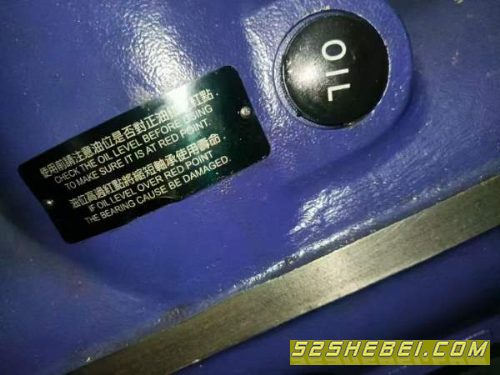 OIL
使用前請注意油位是否對正油鏡紅點
CHECK THE OIL LEVEL BEFORE USING
TO MAKE SURE IT IS AT RED POINT.
油位高過紅點將縮短軸承使用壽命
IF OIL LEVEL OVER RED POINT
THE BEARING CAUSE BE DAMAGED.
52SHEBEI.COM